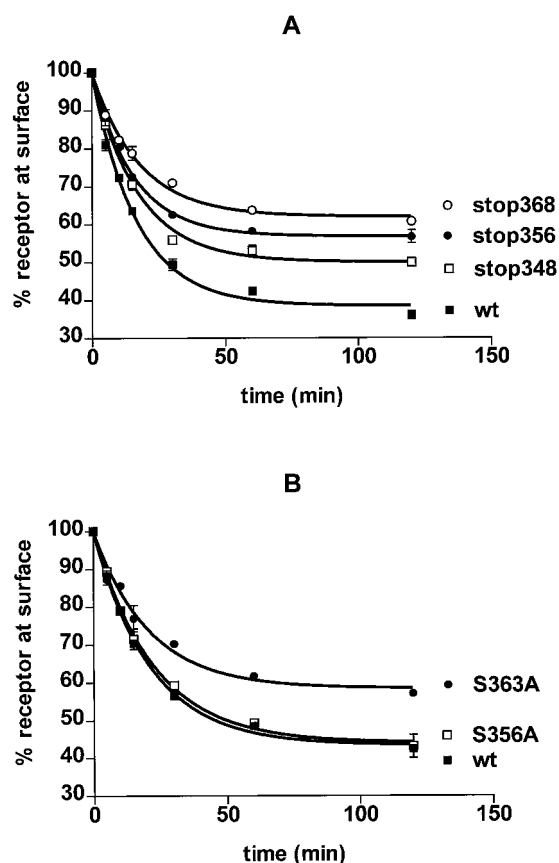 A
% receptor at surface
100
90
80
70
60
50
40
30
0
50
100
150
time (min)
stop368
stop356
stop348
wt
B
% receptor at surface
100
90
80
70
60
50
40
30
0
50
100
150
time (min)
S363A
S356A
wt